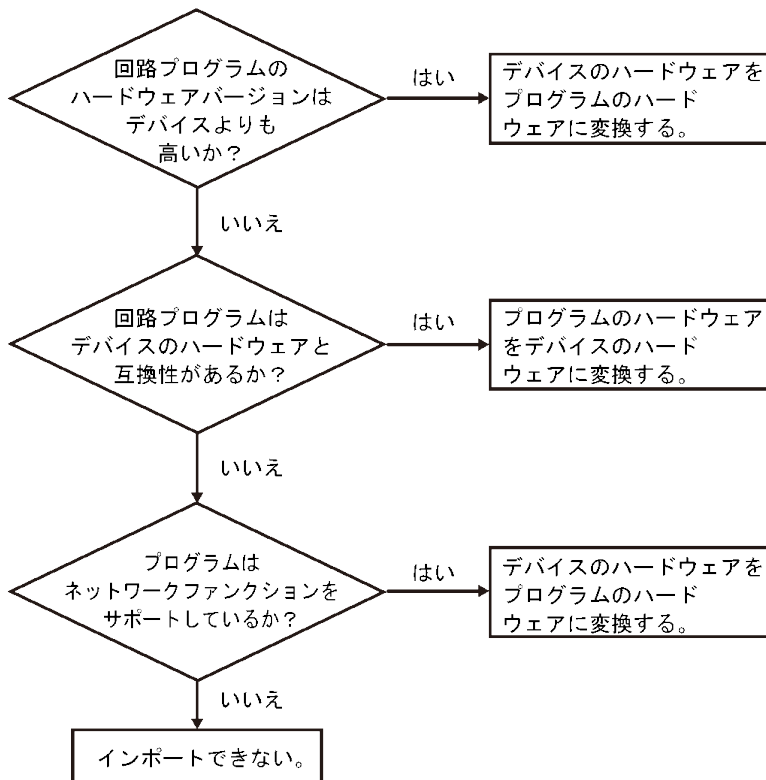 回路プログラムの
ハードウェアバージョンは
デバイスよりも
高いか？
はい
デバイスのハードウェアを
プログラムのハード
ウェアに変換する。
いいえ
回路プログラムは
デバイスのハードウェアと
互換性があるか？
はい
プログラムのハードウェア
をデバイスのハード
ウェアに変換する。
いいえ
プログラムは
ネットワークファンクションを
サポートしているか？
はい
デバイスのハードウェアを
プログラムのハード
ウェアに変換する。
いいえ
インポートできない。